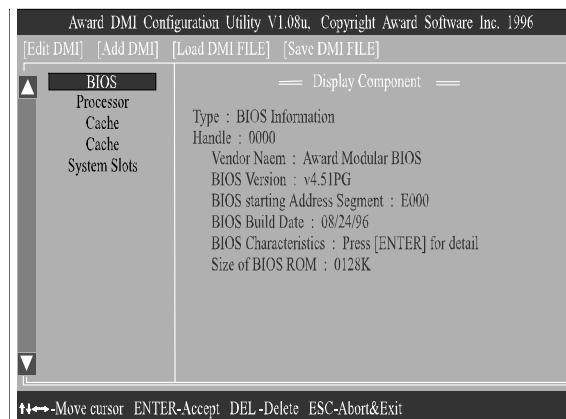 Award DMI Configuration Utility V1.08u, Copyright Award Software Inc. 1996
[Edit DMI] [Add DMI] [Load DMI FILE] [Save DMI FILE]
BIOS
Processor
Cache
Cache
System Slots
Display Component
Type : BIOS Information
Handle : 0000
Vendor Naem : Award Modular BIOS
BIOS Version : v4.51PG
BIOS starting Address Segment : E000
BIOS Build Date : 08/24/96
BIOS Characteristics : Press [ENTER] for detail
Size of BIOS ROM : 0128K
↑↓↔-Move cursor ENTER-Accept DEL-Delete ESC-Abort&Exit